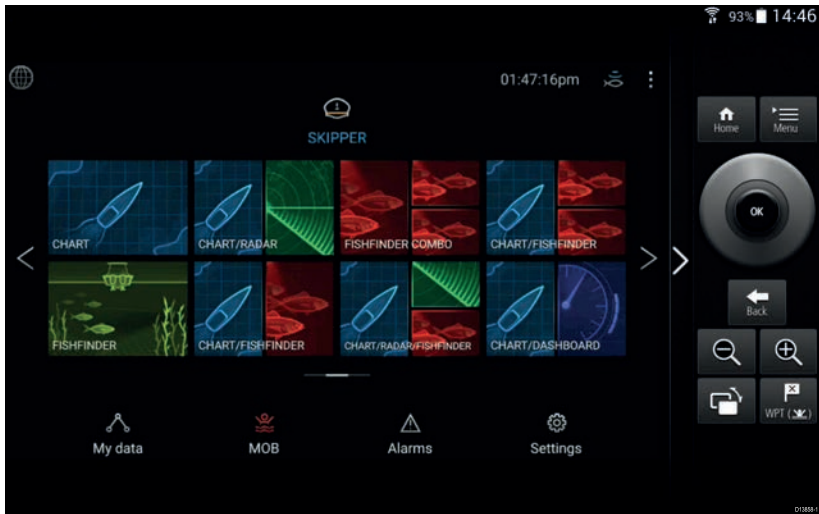 93% 14:46
01:47:16pm
1
SKIPPER
Home
Menu
CHART
CHART/RADAR
FISHFINDER COMBO
CHART/FISHFINDER
OK
FISHFINDER
CHART/FISHFINDER
CHART/RADAR/FISHFINDER
CHART/DASHBOARD
Back
My data
MOB
Alarms
Settings
WPT ( )
D13858-1